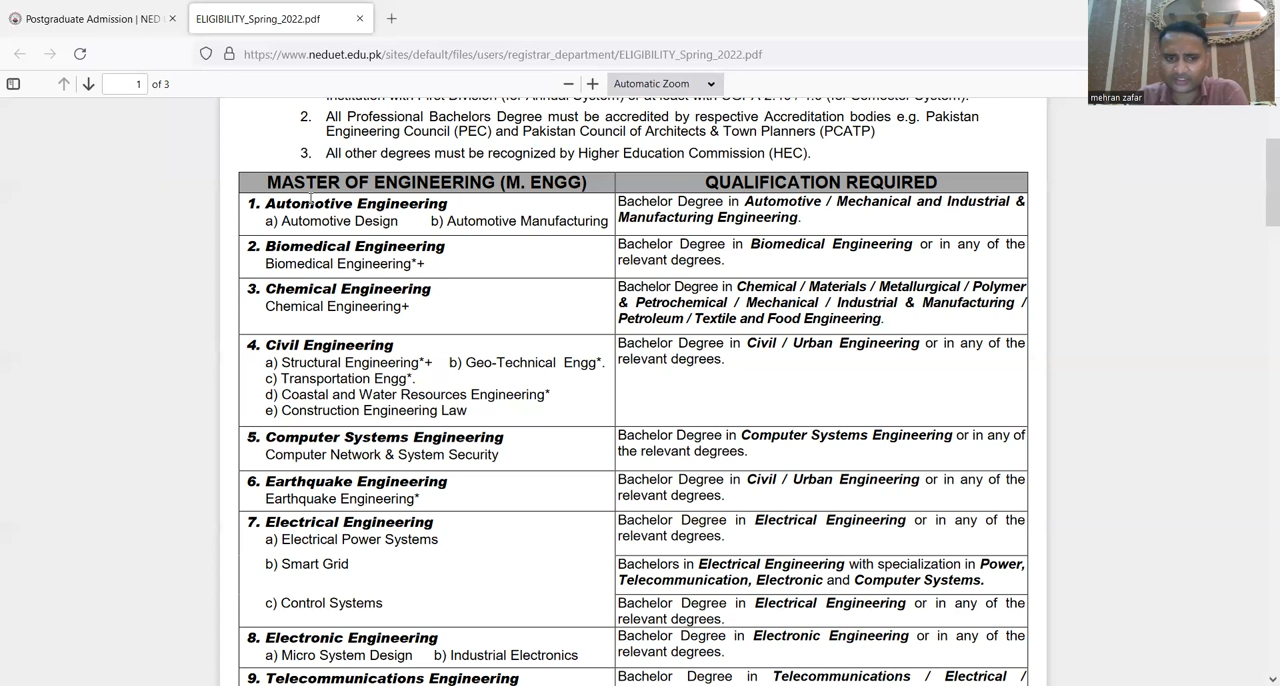 Postgraduate Admission | NED
ELIGIBILITY_Spring_2022.pdf
https://www.neduet.edu.pk/sites/default/files/users/registrar_department/ELIGIBILITY_Spring_2022.pdf
1 of 3
Automatic Zoom
mehran zafar
Institution with First Division (for Annual System) or at least with CGPA
2. All Professional Bachelors Degree must be accredited by respective Accreditation bodies e.g. Pakistan
Engineering Council (PEC) and Pakistan Council of Architects & Town Planners (PCATP)
3. All other degrees must be recognized by Higher Education Commission (HEC).
MASTER OF ENGINEERING (M. ENGG)
QUALIFICATION REQUIRED
1. Automotive Engineering
a) Automotive Design b) Automotive Manufacturing
Bachelor Degree in Automotive / Mechanical and Industrial &
Manufacturing Engineering.
2. Biomedical Engineering
Biomedical Engineering*+
Bachelor Degree in Biomedical Engineering or in any of the
relevant degrees.
3. Chemical Engineering
Chemical Engineering+
Bachelor Degree in Chemical / Materials / Metallurgical / Polymer
& Petrochemical / Mechanical / Industrial & Manufacturing /
Petroleum / Textile and Food Engineering.
4. Civil Engineering
a) Structural Engineering*+ b) Geo-Technical Engg*.
c) Transportation Engg*.
d) Coastal and Water Resources Engineering*
e) Construction Engineering Law
Bachelor Degree in Civil / Urban Engineering or in any of the
relevant degrees.
5. Computer Systems Engineering
Computer Network & System Security
Bachelor Degree in Computer Systems Engineering or in any of
the relevant degrees.
6. Earthquake Engineering
Earthquake Engineering*
Bachelor Degree in Civil / Urban Engineering or in any of the
relevant degrees.
7. Electrical Engineering
a) Electrical Power Systems
Bachelor Degree in Electrical Engineering or in any of the
relevant degrees.
b) Smart Grid
Bachelors in Electrical Engineering with specialization in Power,
Telecommunication, Electronic and Computer Systems.
c) Control Systems
Bachelor Degree in Electrical Engineering or in any of the
relevant degrees.
8. Electronic Engineering
a) Micro System Design b) Industrial Electronics
Bachelor Degree in Electronic Engineering or in any of the
relevant degrees.
9. Telecommunications Engineering
Bachelor Degree in Telecommunications / Electrical /